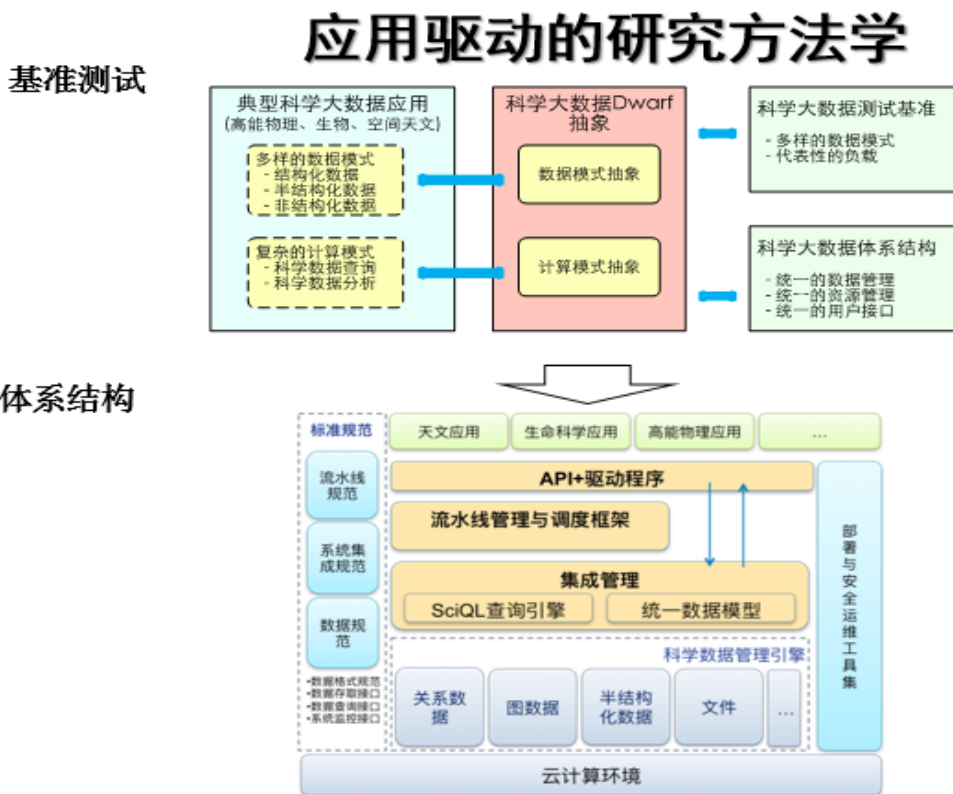 应用驱动的研究方法学
基准测试
典型科学大数据应用
(高能物理、生物、空间天文)
多样的数据模式
- 结构化数据
- 半结构化数据
- 非结构化数据
复杂的计算模式
- 科学数据查询
- 科学数据分析
科学大数据Dwarf
抽象
数据模式抽象
计算模式抽象
科学大数据测试基准
- 多样的数据模式
- 代表性的负载
科学大数据体系结构
- 统一的数据管理
- 统一的资源管理
- 统一的用户接口
体系结构
标准规范
流水线
规范
系统集
成规范
数据规
范
•数据格式规范
•数据存取接口
•数据查询接口
•系统监控接口
天文应用
生命科学应用
高能物理应用
...
API+驱动程序
流水线管理与调度框架
集成管理
SciQL查询引擎
统一数据模型
科学数据管理引擎
关系数
据
图数据
半结构
化数据
文件
...
部署与安全运维工具集
云计算环境